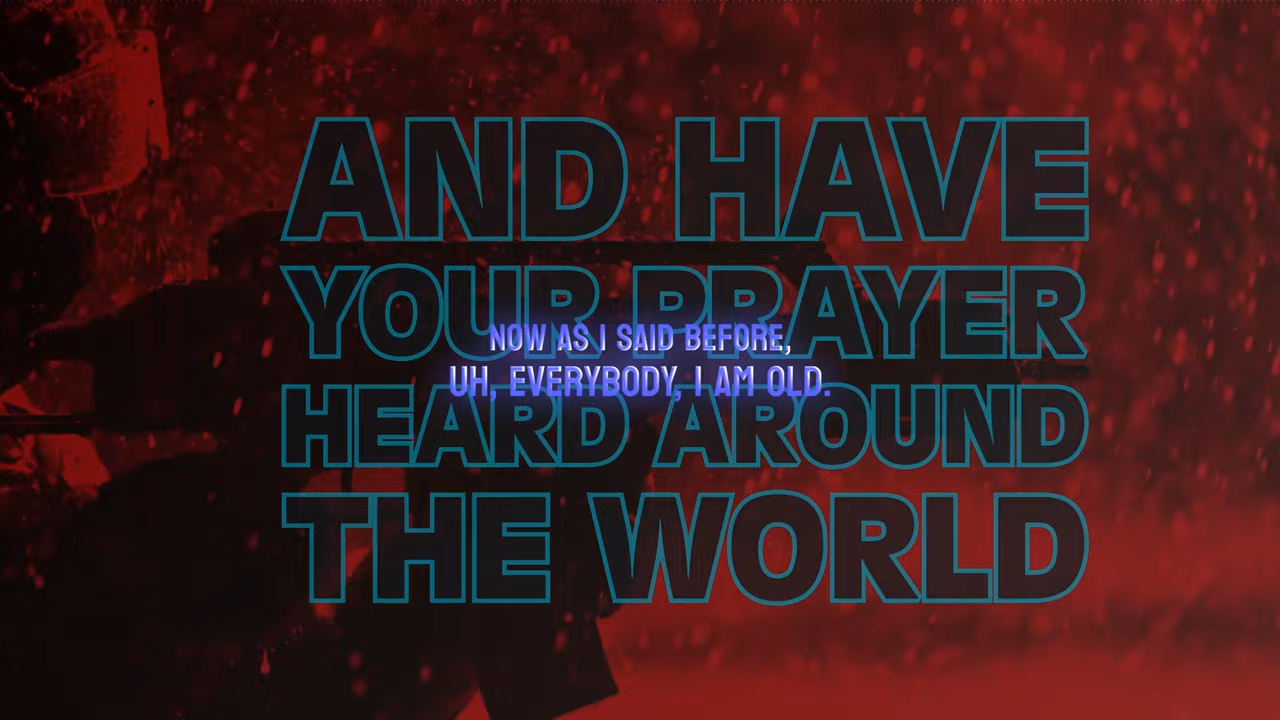 AND HAVE
YOUR PRAYER
HEARD AROUND
THE WORLD
NOW AS I SAID BEFORE,
UH, EVERYBODY, I AM OLD.